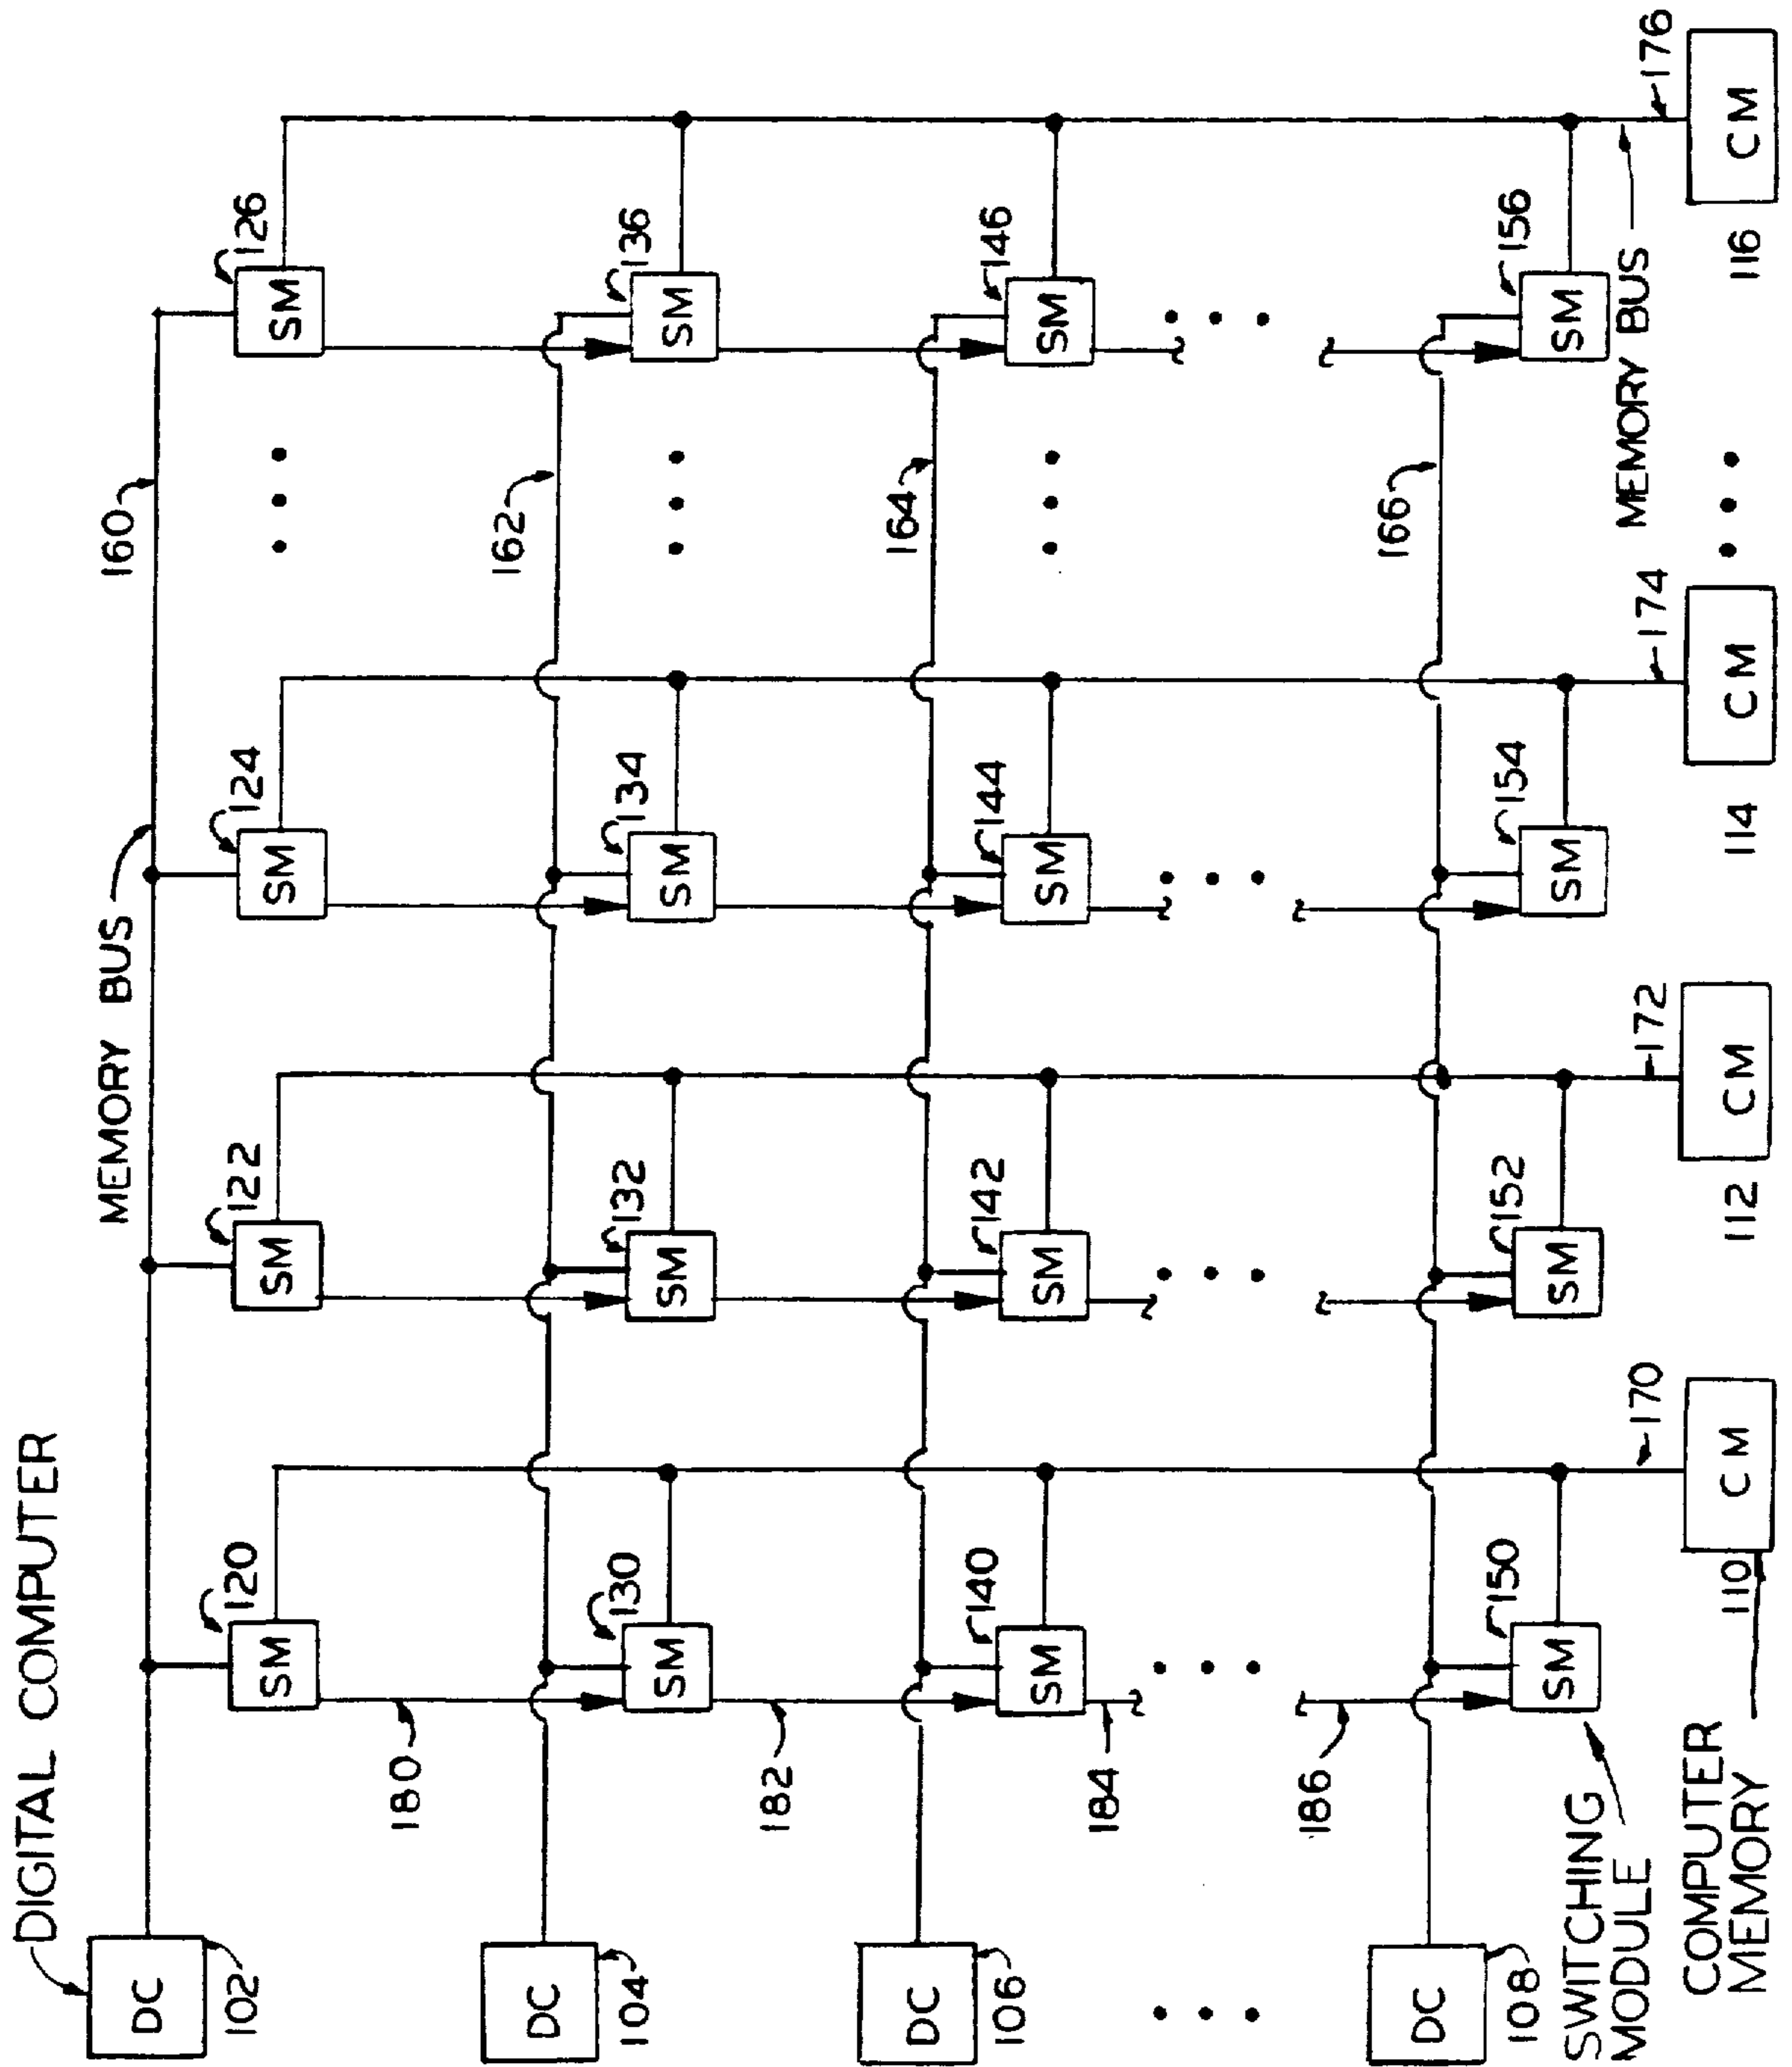 DIGITAL COMPUTER
MEMORY BUS
160
DC
102
120
122
124
126
SM
SM
SM
SM
180
162
DC
104
130
132
134
136
SM
SM
SM
SM
182
164
DC
106
140
142
144
146
SM
SM
SM
SM
184
186
166
DC
108
150
152
154
156
SM
SM
SM
SM
SWITCHING
MODULE
MEMORY BUS
170
172
174
176
CM
CM
CM
CM
110
112
114
116
COMPUTER
MEMORY